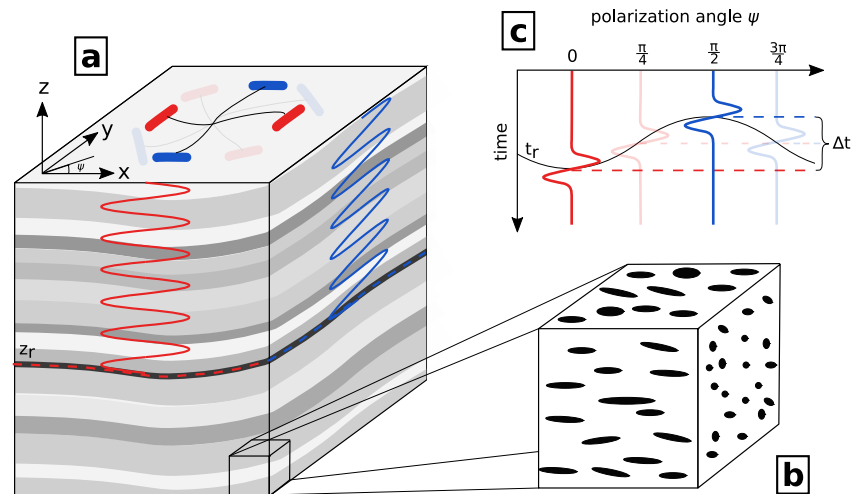 a
z
y
ψ
x
z_r
c
polarization angle ψ
0
π/4
π/2
3π/4
time
t_r
Δt
b